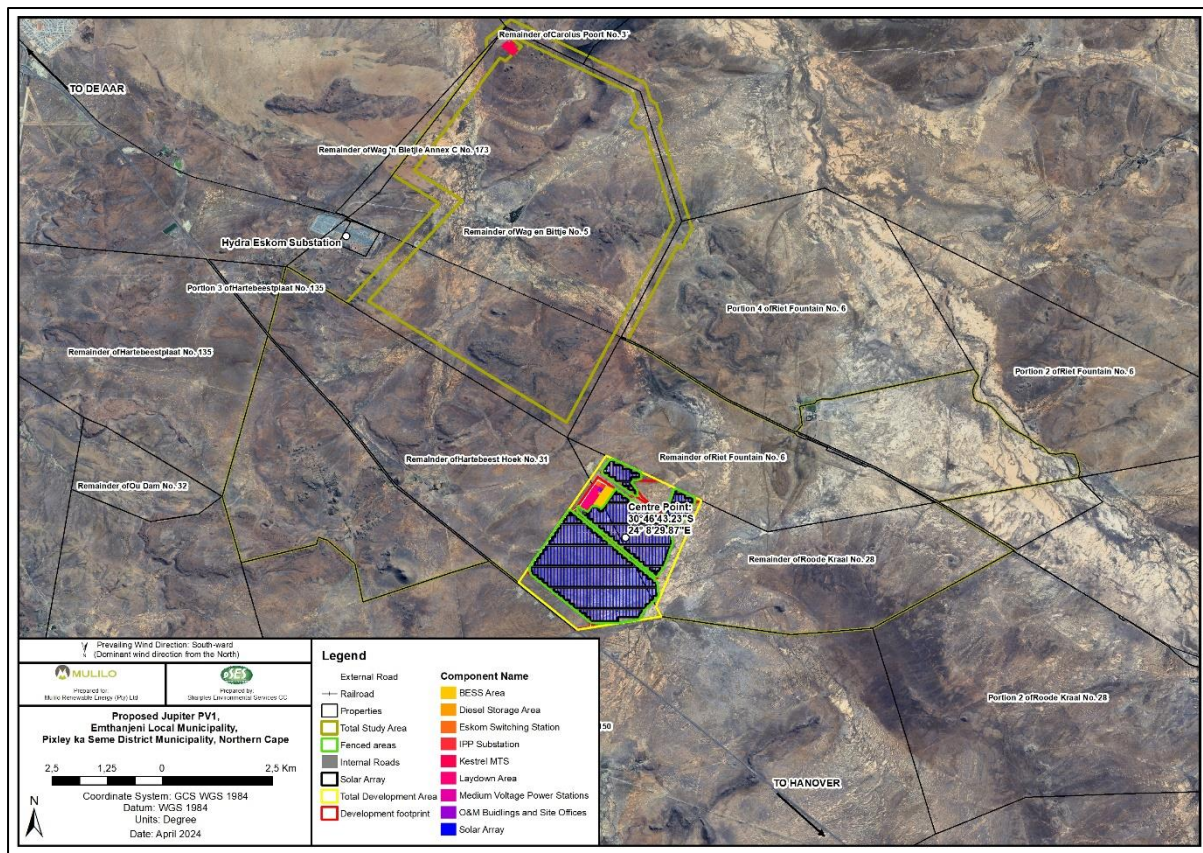 Remainder ofCarolus Poort No. 3
TO DE AAR
Remainder ofWag 'n Bietjie Annex C No. 173
Hydra Eskom Substation
Remainder ofWag en Bittje No. 5
Portion 3 ofHartebeestplaat No. 135
Portion 4 ofRiet Fountain No. 6
Remainder ofHartebeestplaat No. 135
Portion 2 ofRiet Fountain No. 6
Remainder ofHartebeest Hoek No. 31
Remainder ofRiet Fountain No. 6
Remainder ofOu Dam No. 32
Centre Point:
30°46'43.23"S
24° 8'29.87"E
Remainder ofRoode Kraal No. 28
Portion 2 ofRoode Kraal No. 28
150
TO HANOVER
Prevailing Wind Direction: South-ward
(Dominant wind direction from the North)
MULILO
Prepared for:
Mulilo Renewable Energy (Pty) Ltd
SES
Prepared by:
Sharples Environmental Services CC
Proposed Jupiter PV1,
Emthanjeni Local Municipality,
Pixley ka Seme District Municipality, Northern Cape
2,5 1,25 0 2,5 Km
Coordinate System: GCS WGS 1984
Datum: WGS 1984
Units: Degree
Date: April 2024
N
Legend
External Road
Railroad
Properties
Total Study Area
Fenced areas
Internal Roads
Solar Array
Total Development Area
Development footprint
Component Name
BESS Area
Diesel Storage Area
Eskom Switching Station
IPP Substation
Kestrel MTS
Laydown Area
Medium Voltage Power Stations
O&M Buidlings and Site Offices
Solar Array